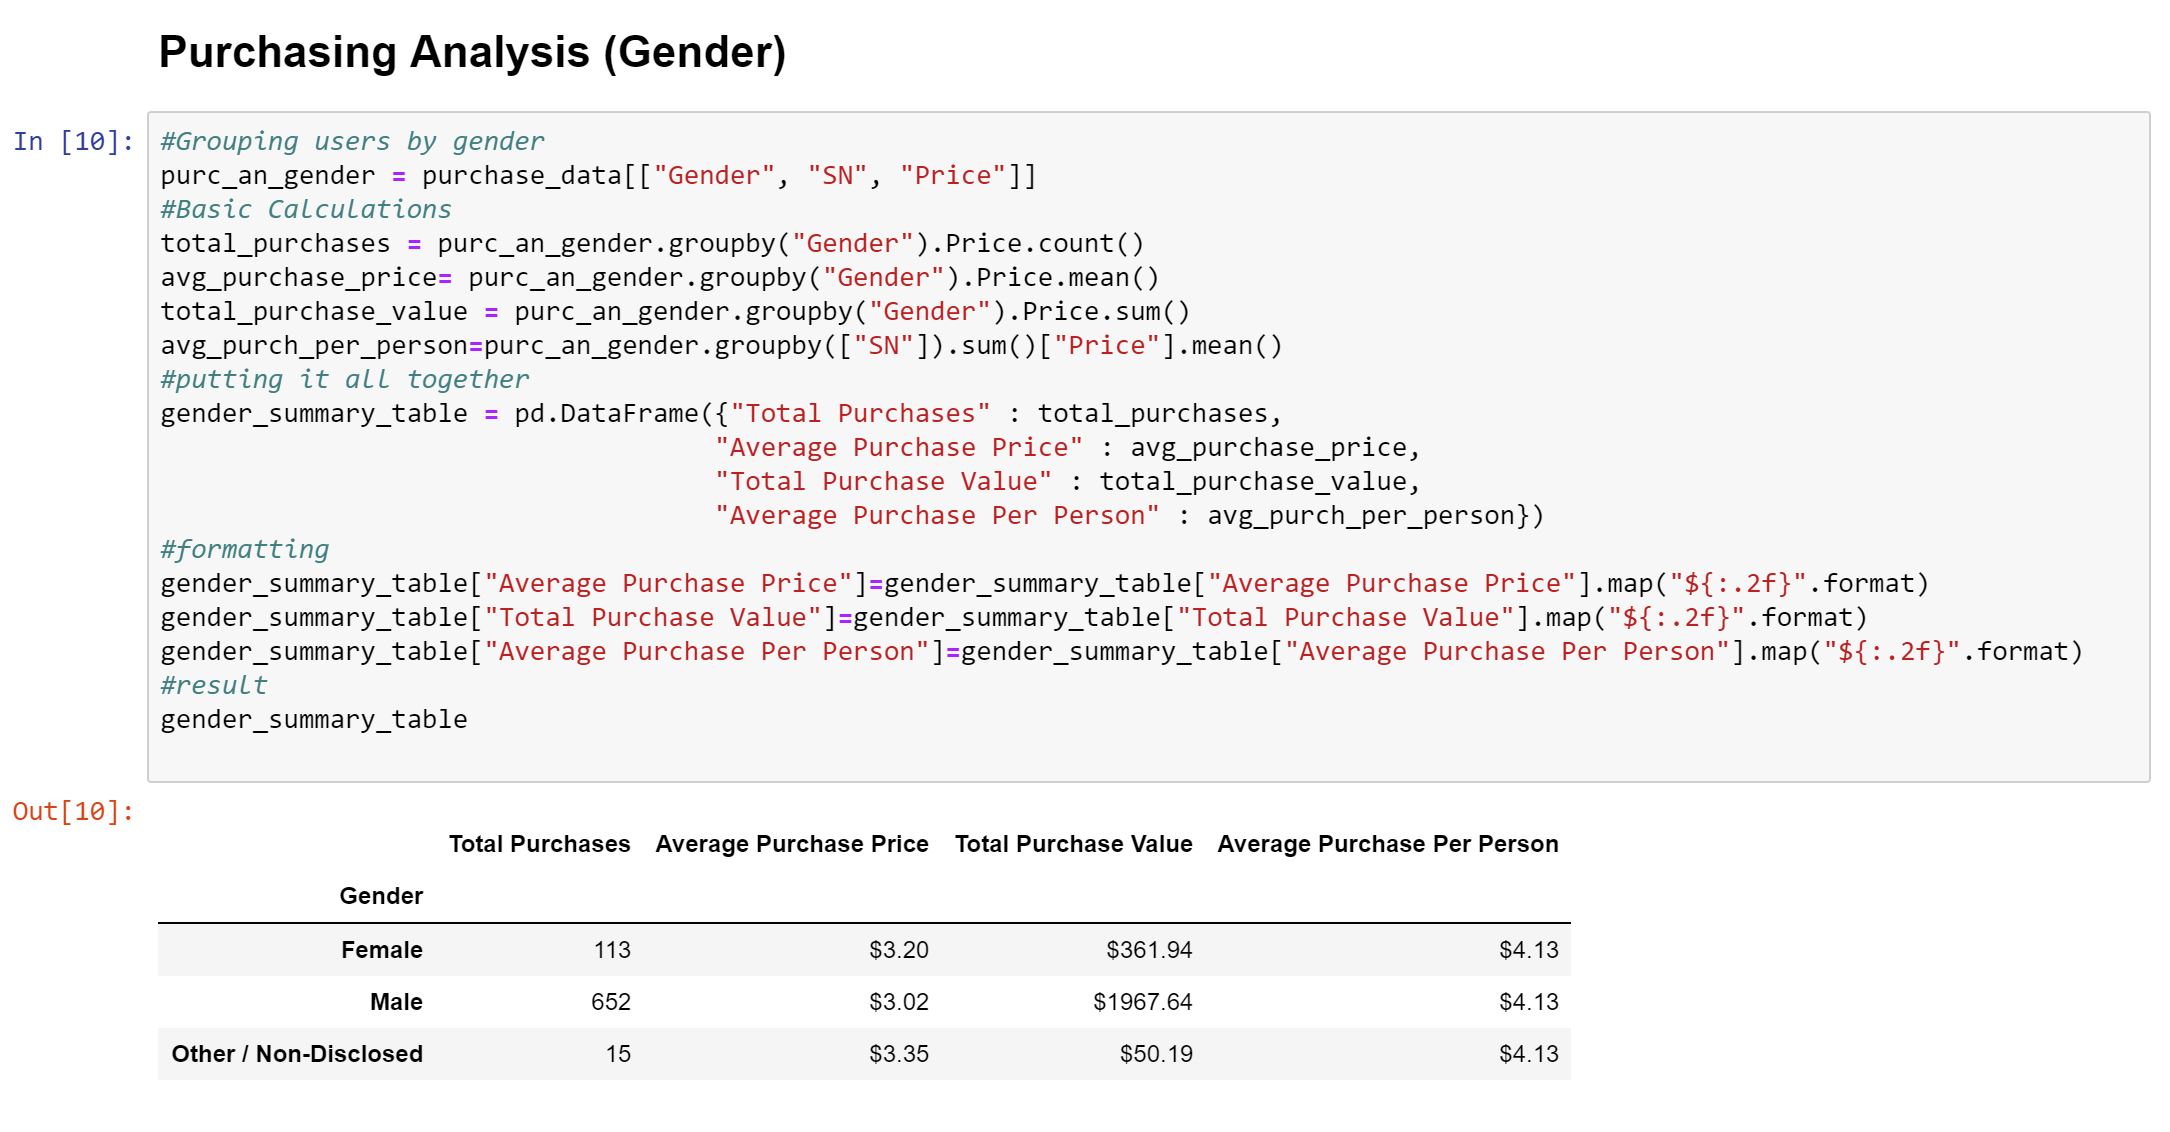 Purchasing Analysis (Gender)
In [10]:
#Grouping users by gender
purc_an_gender = purchase_data[["Gender", "SN", "Price"]]
#Basic Calculations
total_purchases = purc_an_gender.groupby("Gender").Price.count()
avg_purchase_price= purc_an_gender.groupby("Gender").Price.mean()
total_purchase_value = purc_an_gender.groupby("Gender").Price.sum()
avg_purch_per_person=purc_an_gender.groupby(["SN"]).sum()["Price"].mean()
#putting it all together
gender_summary_table = pd.DataFrame({"Total Purchases" : total_purchases,
                                    "Average Purchase Price" : avg_purchase_price,
                                    "Total Purchase Value" : total_purchase_value,
                                    "Average Purchase Per Person" : avg_purch_per_person})
#formatting
gender_summary_table["Average Purchase Price"]=gender_summary_table["Average Purchase Price"].map("${:.2f}".format)
gender_summary_table["Total Purchase Value"]=gender_summary_table["Total Purchase Value"].map("${:.2f}".format)
gender_summary_table["Average Purchase Per Person"]=gender_summary_table["Average Purchase Per Person"].map("${:.2f}".format)
#result
gender_summary_table
Out[10]:
Total Purchases Average Purchase Price Total Purchase Value Average Purchase Per Person
Gender
Female 113 $3.20 $361.94 $4.13
Male 652 $3.02 $1967.64 $4.13
Other / Non-Disclosed 15 $3.35 $50.19 $4.13